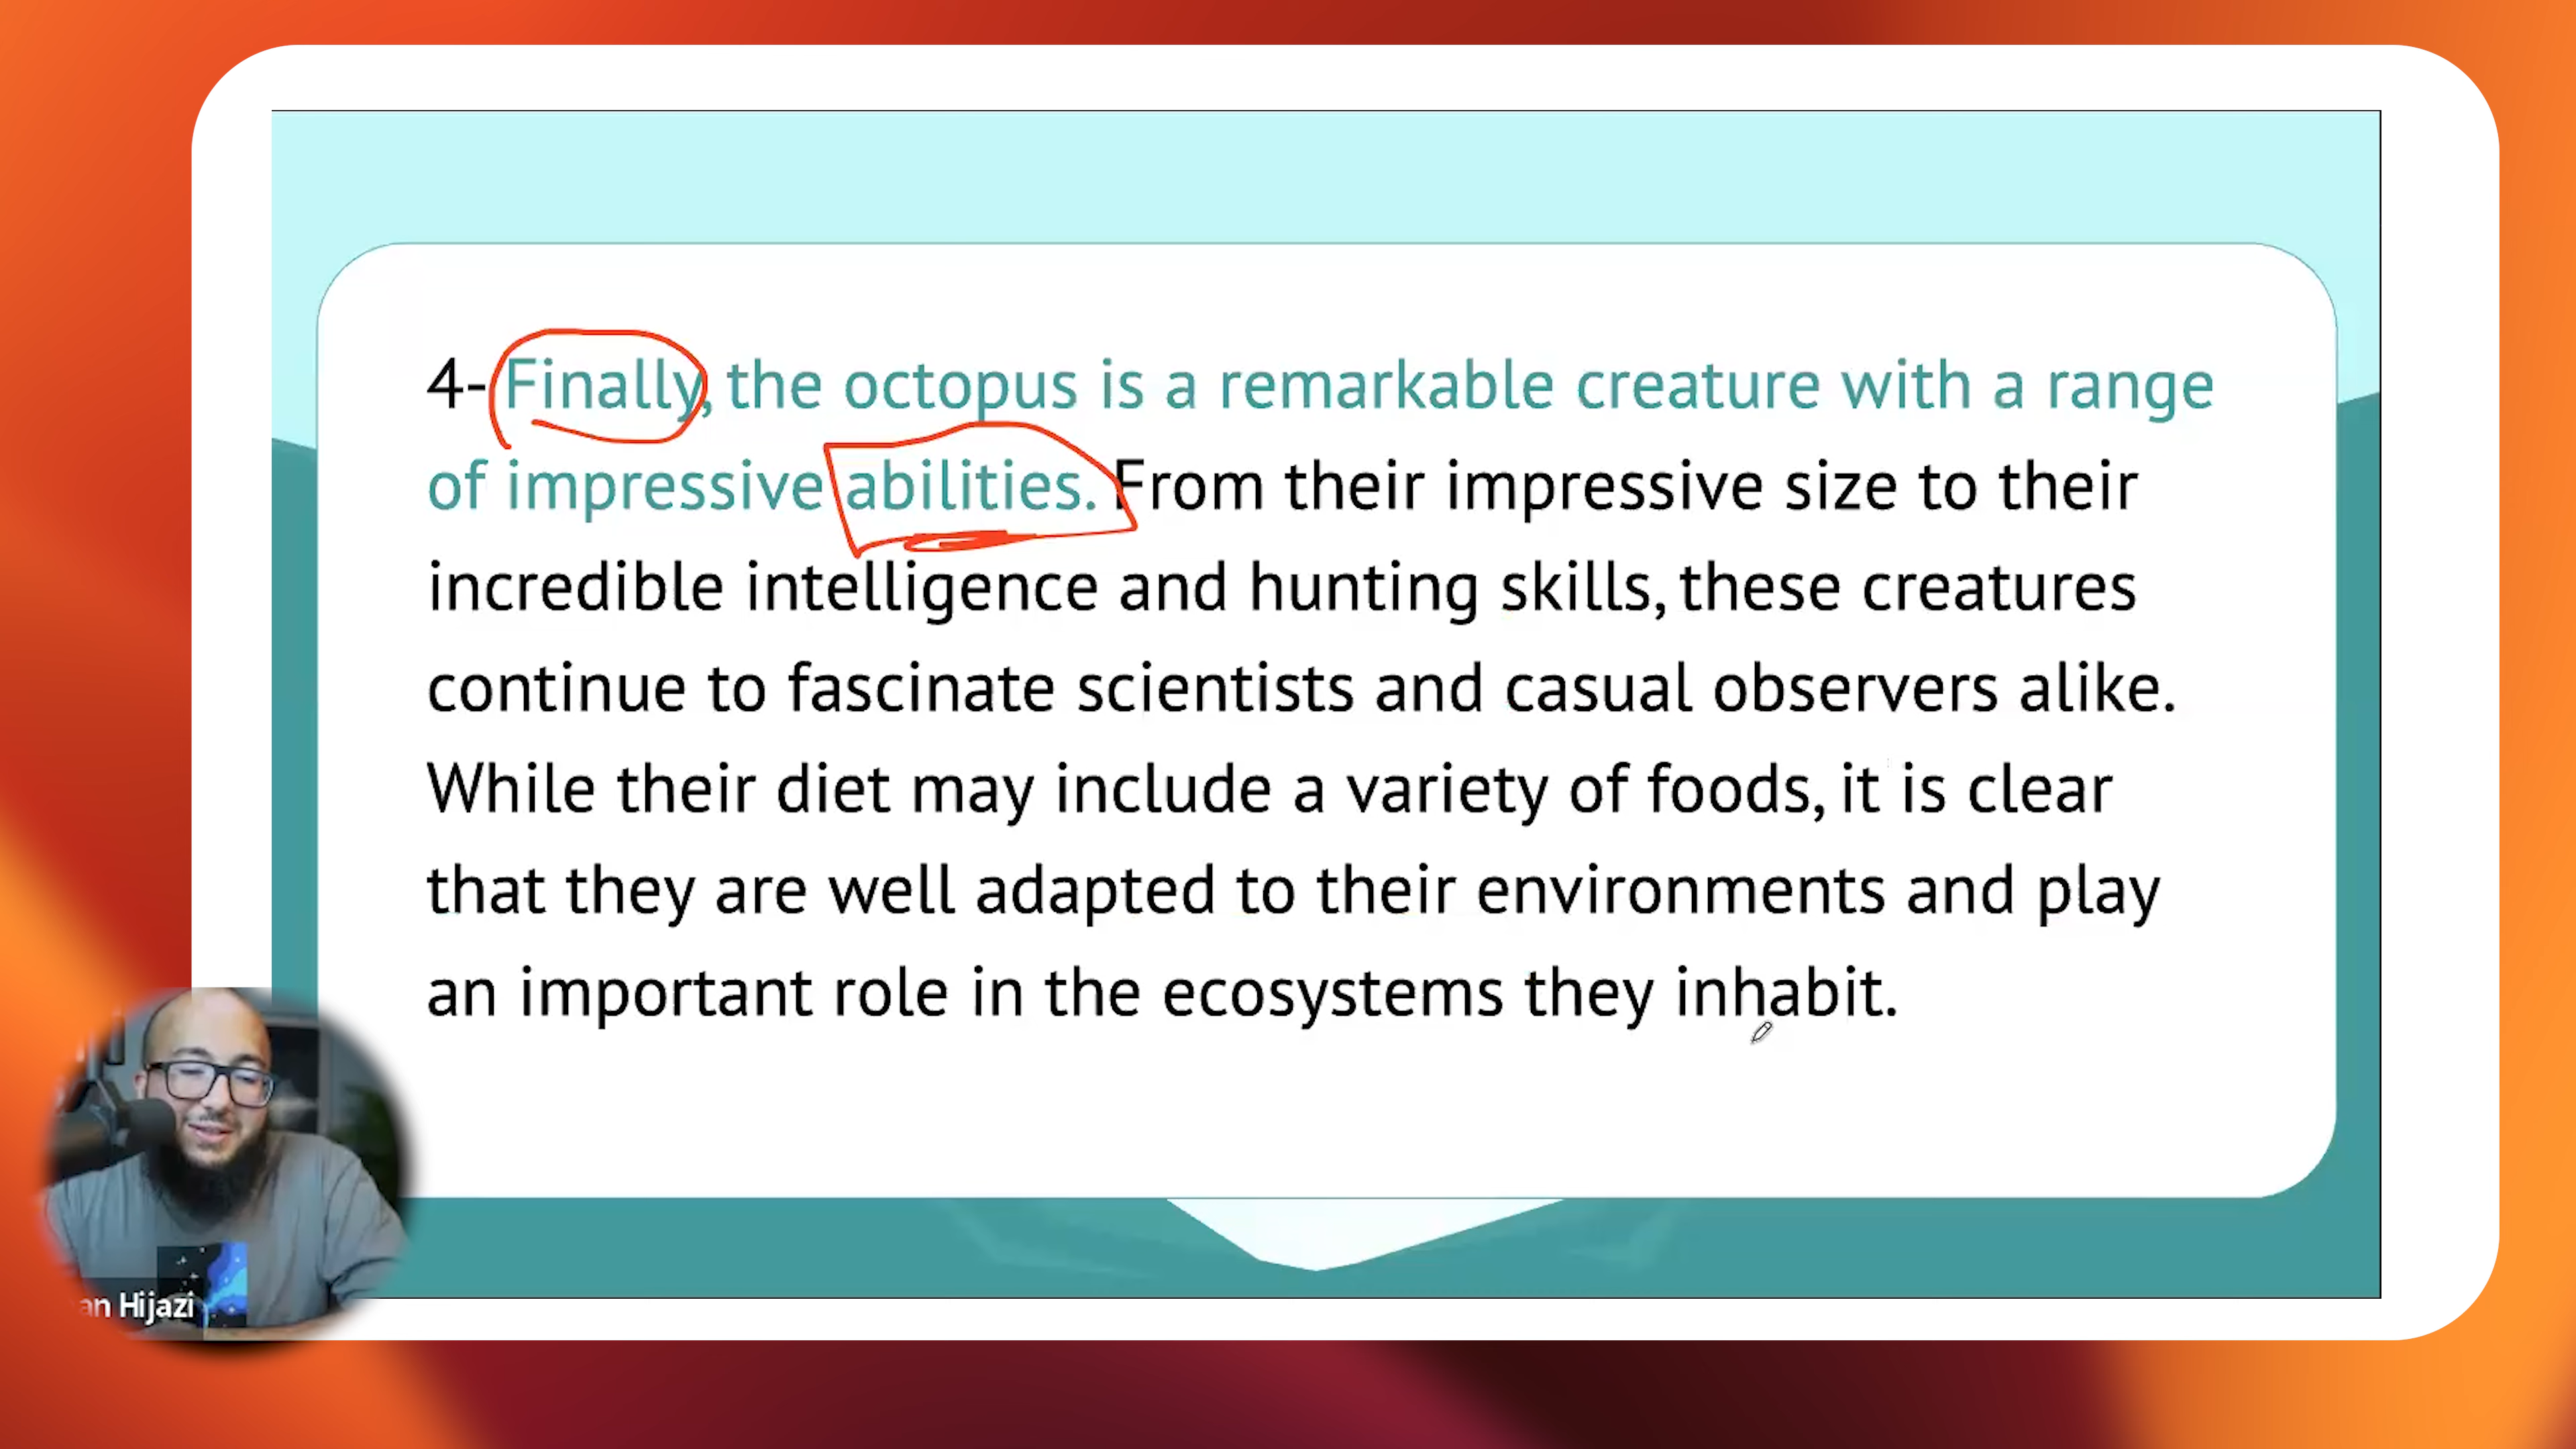 4- Finally, the octopus is a remarkable creature with a range
of impressive abilities. From their impressive size to their
incredible intelligence and hunting skills, these creatures
continue to fascinate scientists and casual observers alike.
While their diet may include a variety of foods, it is clear
that they are well adapted to their environments and play
an important role in the ecosystems they inhabit.
an Hijazi